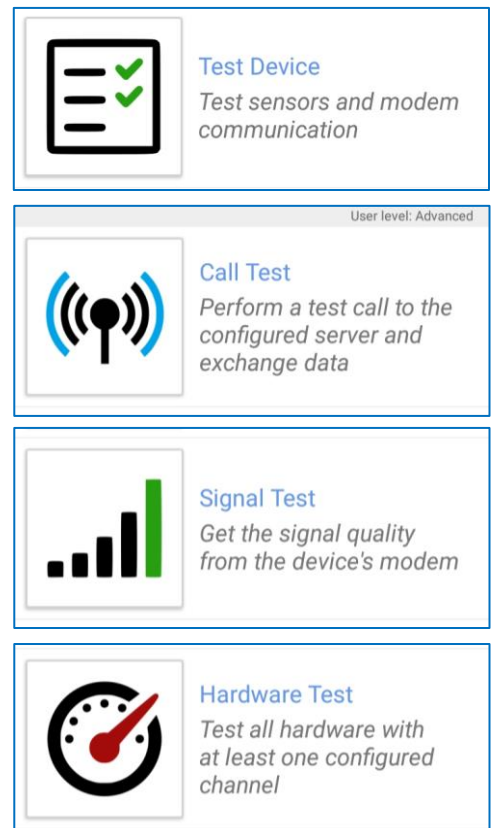 Test Device
Test sensors and modem
communication
User level: Advanced
Call Test
Perform a test call to the
configured server and
exchange data
Signal Test
Get the signal quality
from the device's modem
Hardware Test
Test all hardware with
at least one configured
channel